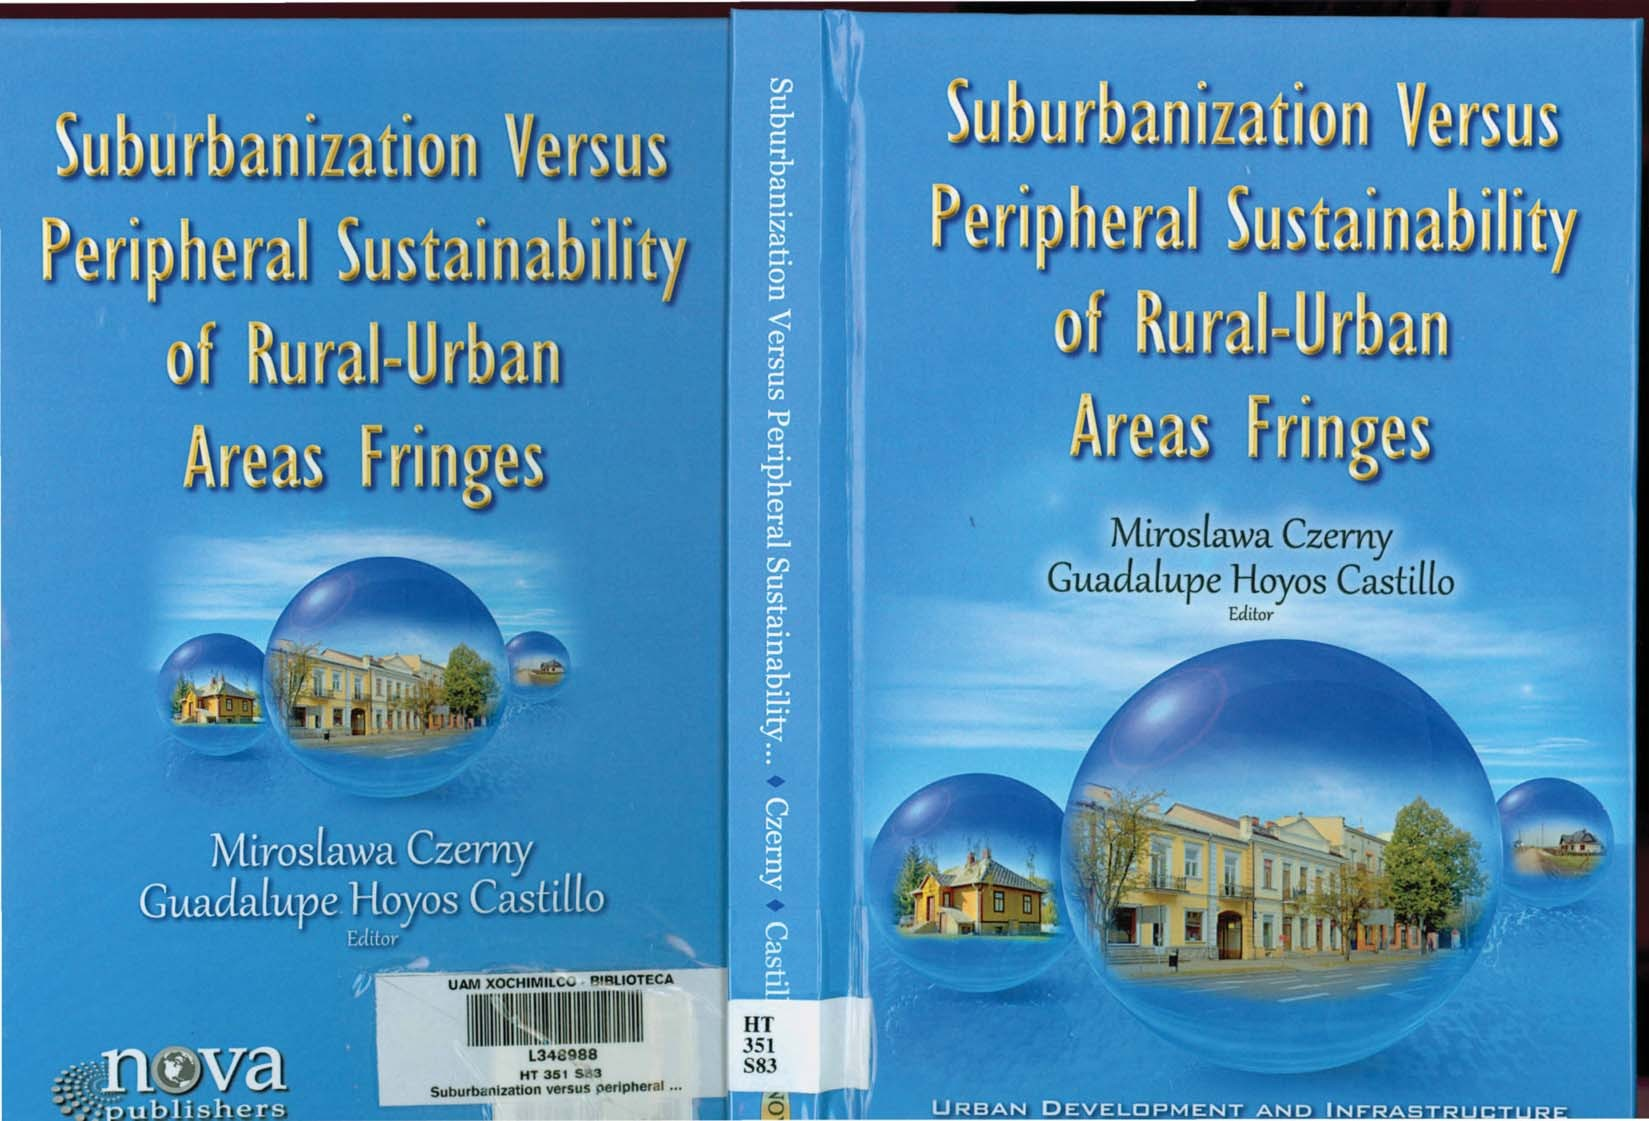 Suburbanization Versus
Peripheral Sustainability
of Rural-Urban
Areas Fringes
Miroslawa Czerny
Guadalupe Hoyos Castillo
Editor
UAM XOCHIMILCO - BIBLIOTECA
L348988
HT 351 S83
Suburbanization versus peripheral ...
nova
publishers
Suburbanization Versus Peripheral Sustainability... ♦ Czerny ♦ Castil
HT
351
S83
Suburbanization Versus
Peripheral Sustainability
of Rural-Urban
Areas Fringes
Miroslawa Czerny
Guadalupe Hoyos Castillo
Editor
URBAN DEVELOPMENT AND INFRASTRUCTURE